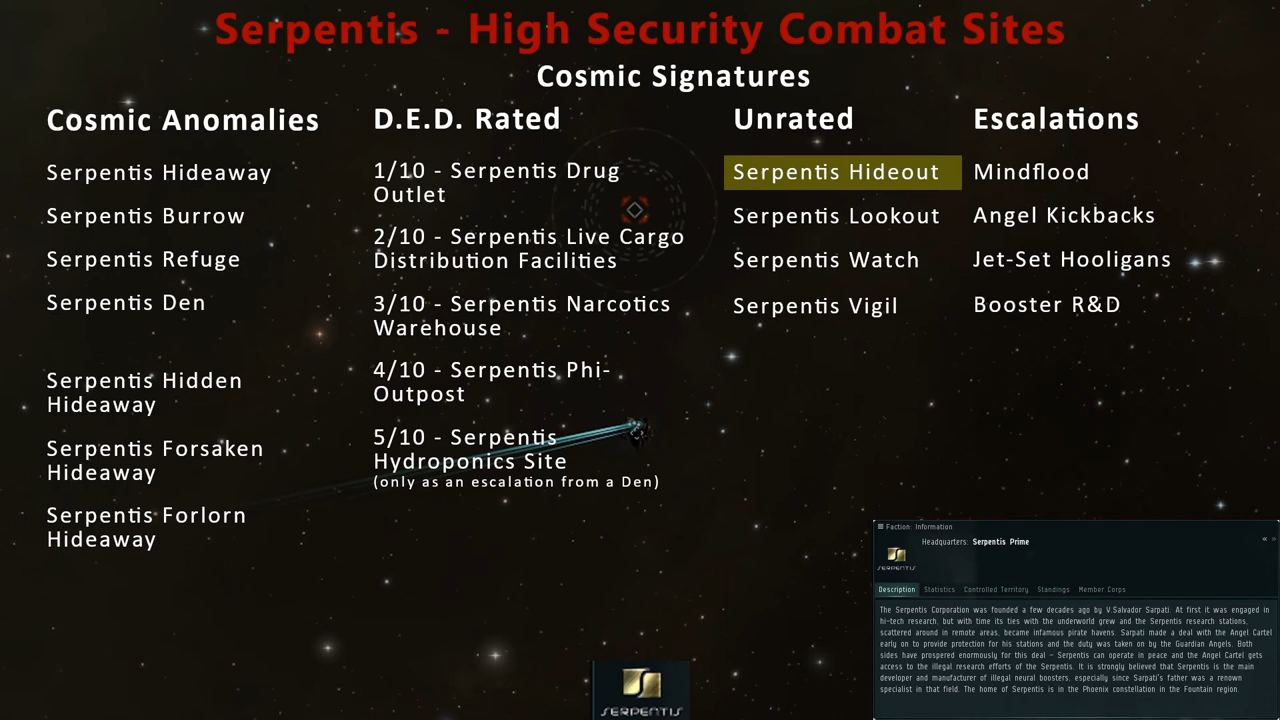 Serpentis - High Security Combat Sites
Cosmic Signatures
Cosmic Anomalies
Serpentis Hideaway
Serpentis Burrow
Serpentis Refuge
Serpentis Den
Serpentis Hidden
Hideaway
Serpentis Forsaken
Hideaway
Serpentis Forlorn
Hideaway
D.E.D. Rated
1/10 - Serpentis Drug
Outlet
2/10 - Serpentis Live Cargo
Distribution Facilities
3/10 - Serpentis Narcotics
Warehouse
4/10 - Serpentis Phi-
Outpost
5/10 - Serpentis
Hydroponics Site
(only as an escalation from a Den)
Unrated
Serpentis Hideout
Serpentis Lookout
Serpentis Watch
Serpentis Vigil
Escalations
Mindflood
Angel Kickbacks
Jet-Set Hooligans
Booster R&D
Faction: Information
Headquarters: Serpentis Prime
SERPENTIS
Description Statistics Controlled Territory Standings Member Corps
The Serpentis Corporation was founded a few decades ago by V.Salvador Sarpati. At first it was engaged in
hi-tech research, but with time its ties with the underworld grew and the Serpentis research stations,
scattered around in remote areas, became infamous pirate havens. Sarpati made a deal with the Angel Cartel
early on to provide protection for his stations and the duty was taken on by the Guardian Angels. Both
sides have prospered enormously for this deal - Serpentis can operate in peace and the Angel Cartel gets
access to the illegal research efforts of the Serpentis. It is strongly believed that Serpentis is the main
developer and manufacturer of illegal neural boosters, especially since Sarpati's father was a renown
specialist in that field. The home of Serpentis is in the Phoenix constellation in the Fountain region.
SERPENTIS